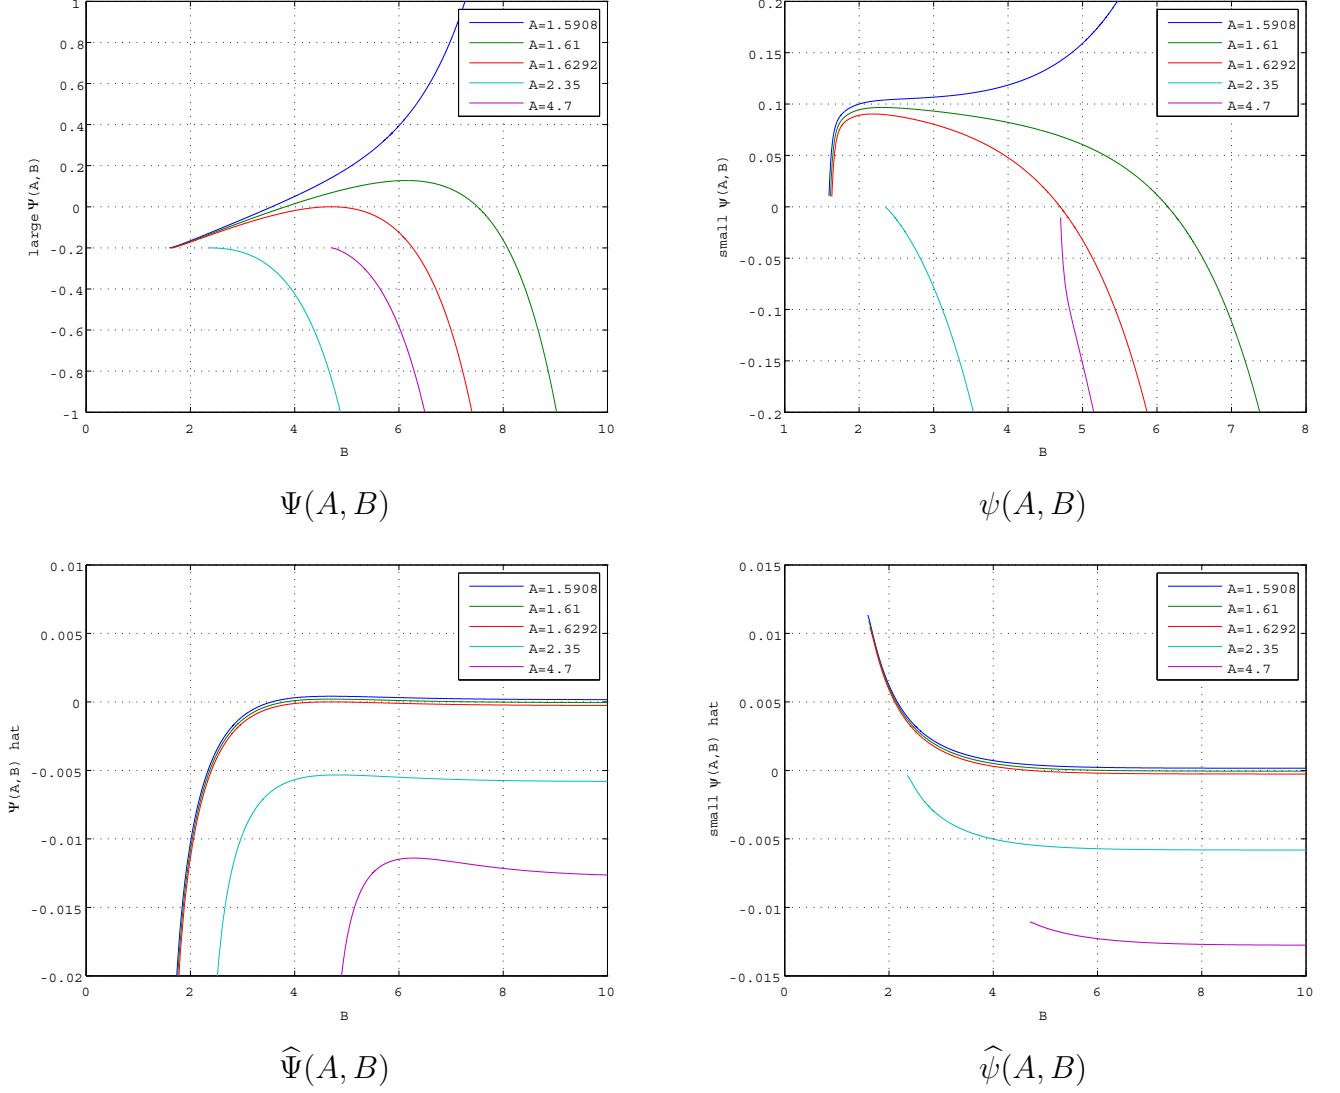 1
0.8
0.6
0.4
0.2
0
-0.2
-0.4
-0.6
-0.8
-1
0 2 4 6 8 10
large Ψ(A,B)
B
A=1.5908
A=1.61
A=1.6292
A=2.35
A=4.7
Ψ(A, B)
0.2
0.15
0.1
0.05
0
-0.05
-0.1
-0.15
-0.2
1 2 3 4 5 6 7 8
small ψ(A,B)
B
A=1.5908
A=1.61
A=1.6292
A=2.35
A=4.7
ψ(A, B)
0.01
0.005
0
-0.005
-0.01
-0.015
-0.02
0 2 4 6 8 10
Ψ(A,B) hat
B
A=1.5908
A=1.61
A=1.6292
A=2.35
A=4.7
Ψ̂(A, B)
0.015
0.01
0.005
0
-0.005
-0.01
-0.015
0 2 4 6 8 10
small ψ(A,B) hat
B
A=1.5908
A=1.61
A=1.6292
A=2.35
A=4.7
ψ̂(A, B)